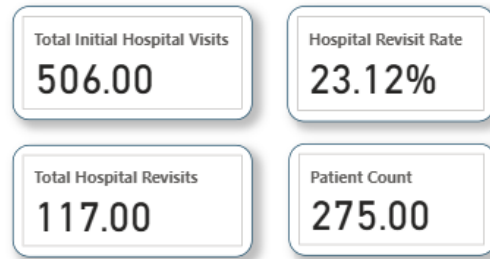 Total Initial Hospital Visits
506.00
Hospital Revisit Rate
23.12%
Total Hospital Revisits
117.00
Patient Count
275.00